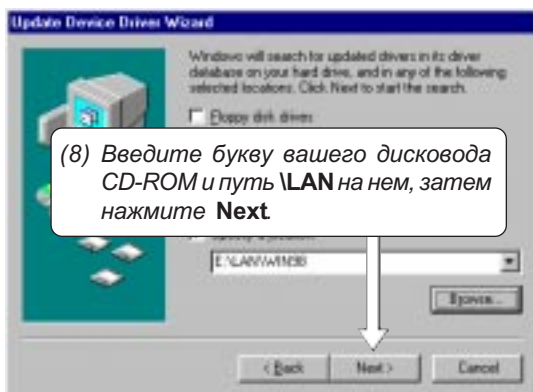 Update Device Driver Wizard
Windows will search for updated drivers in its driver
database on your hard drive, and in any of the following
selected locations. Click Next to start the search.
Floppy disk drives
(8) Введите букву вашего дисковода
CD-ROM и путь \LAN на нем, затем
нажмите Next.
E:\LAN\WIN98
Browse...
< Back Next > Cancel